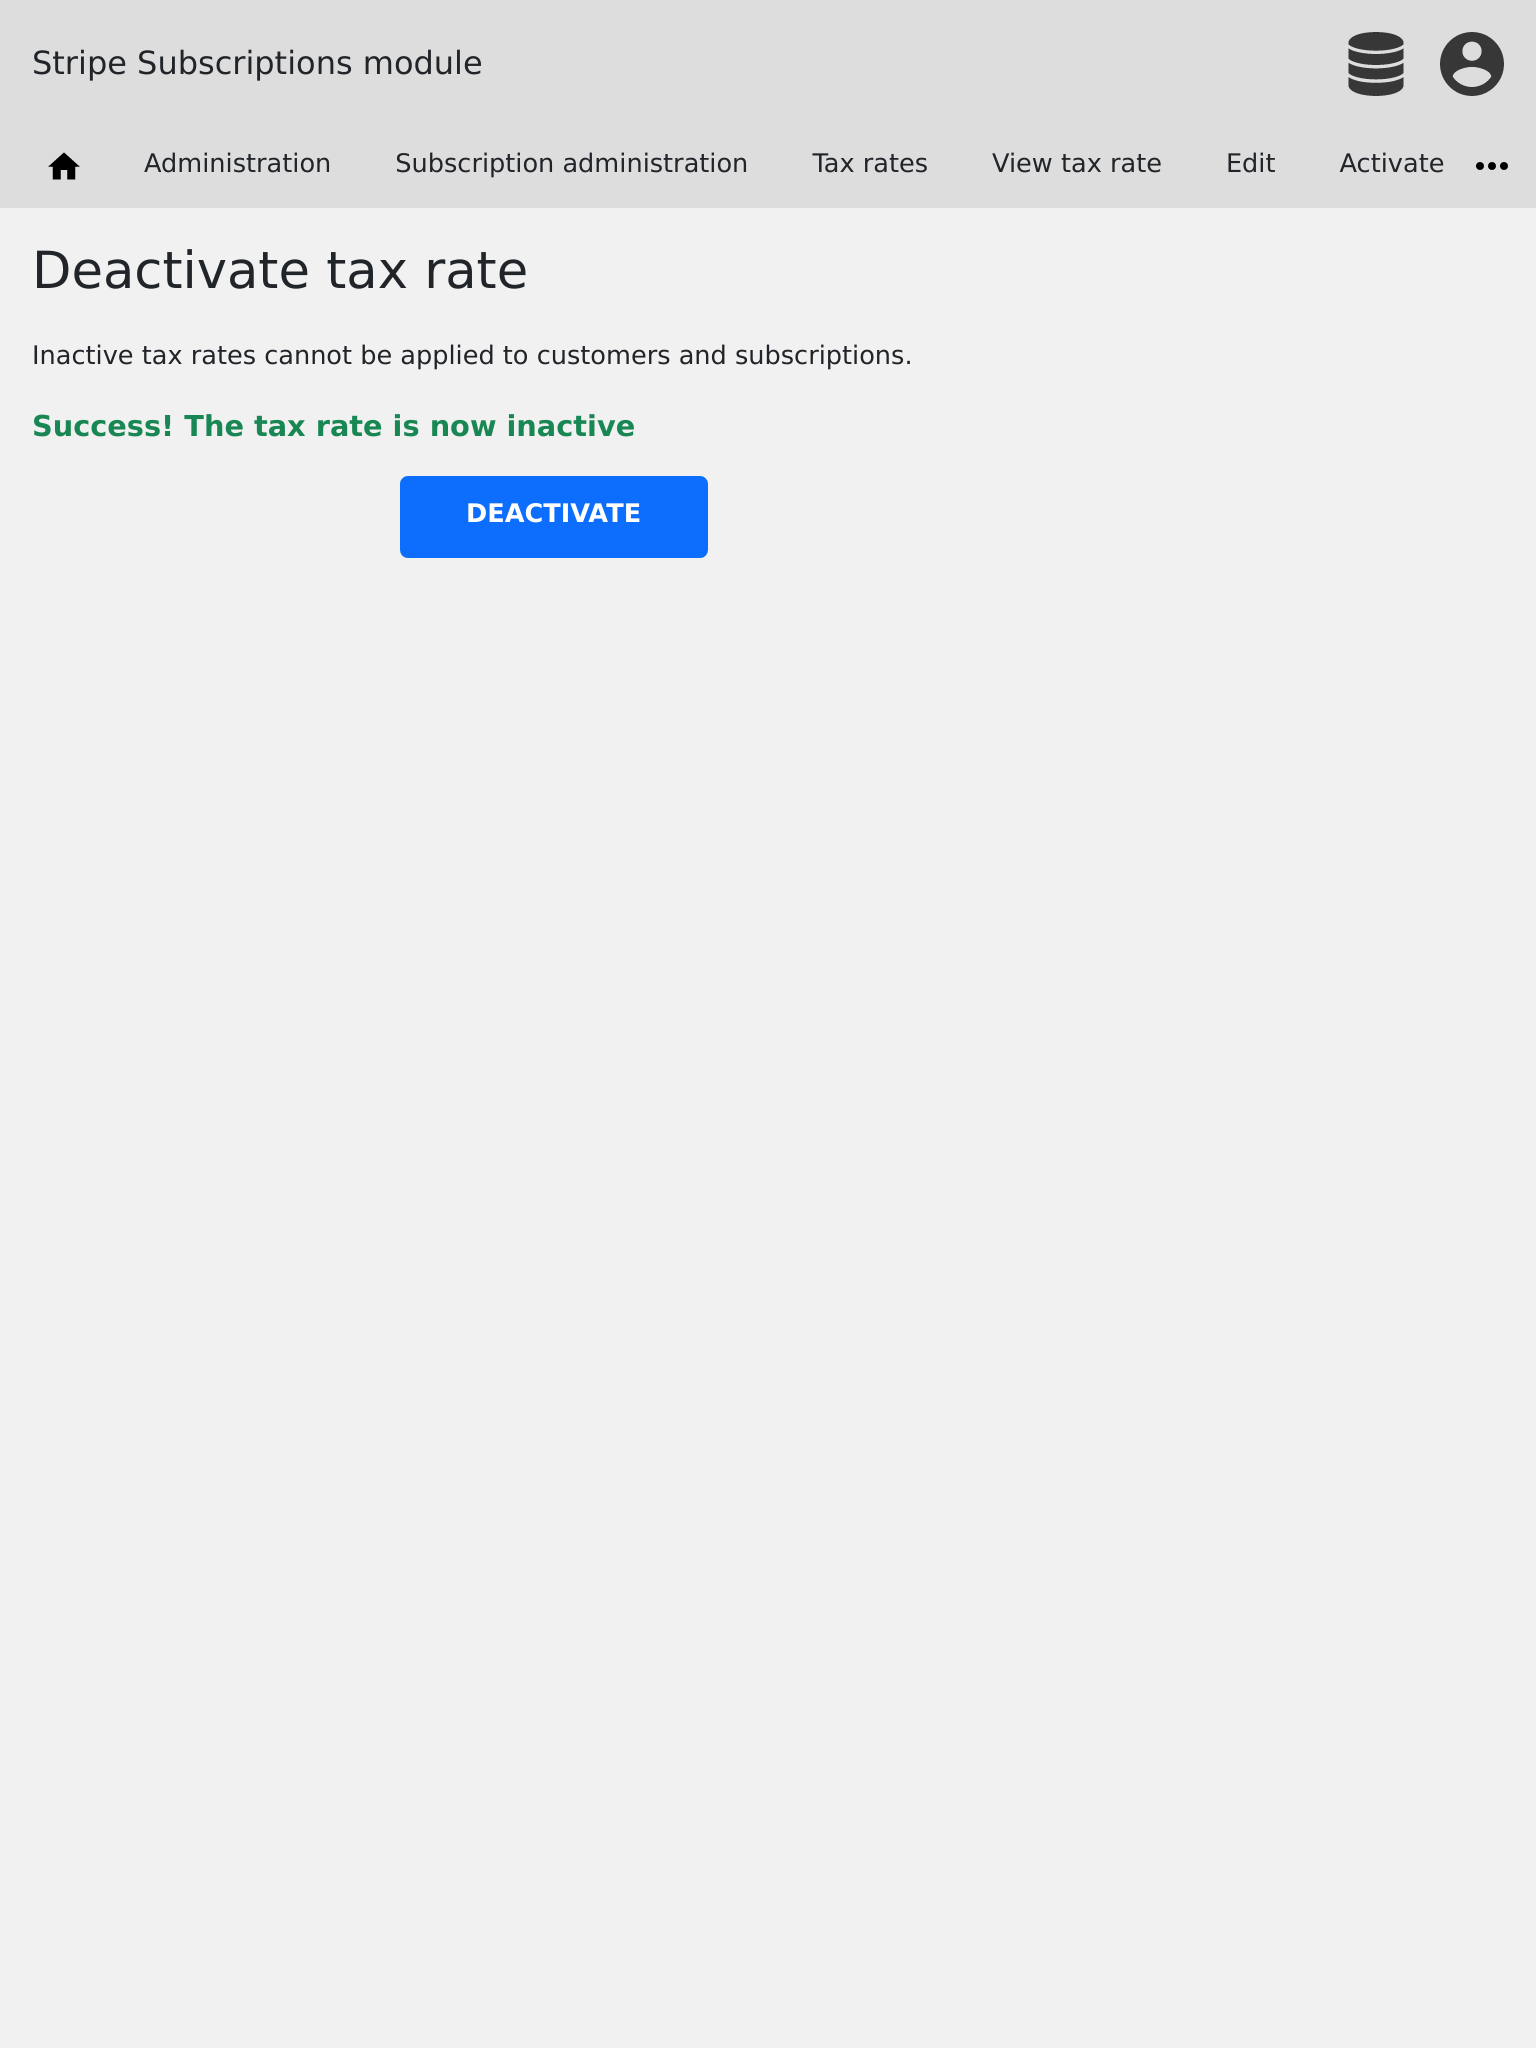 Stripe Subscriptions module
Administration Subscription administration Tax rates View tax rate Edit Activate
Deactivate tax rate
Inactive tax rates cannot be applied to customers and subscriptions.
Success! The tax rate is now inactive
DEACTIVATE